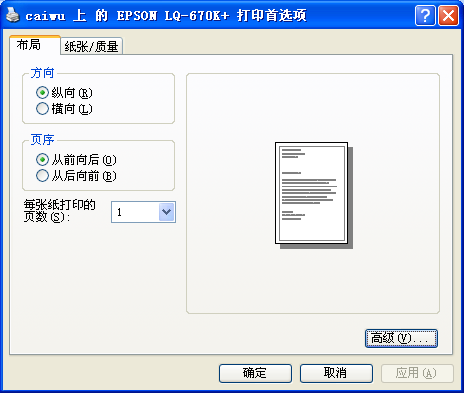 caiwu 上 的 EPSON LQ-670K+ 打印首选项
布局
纸张/质量
方向
纵向(R)
横向(L)
页序
从前向后(O)
从后向前(B)
每张纸打印的
页数(S):
1
高级(V)...
确定
取消
应用(A)